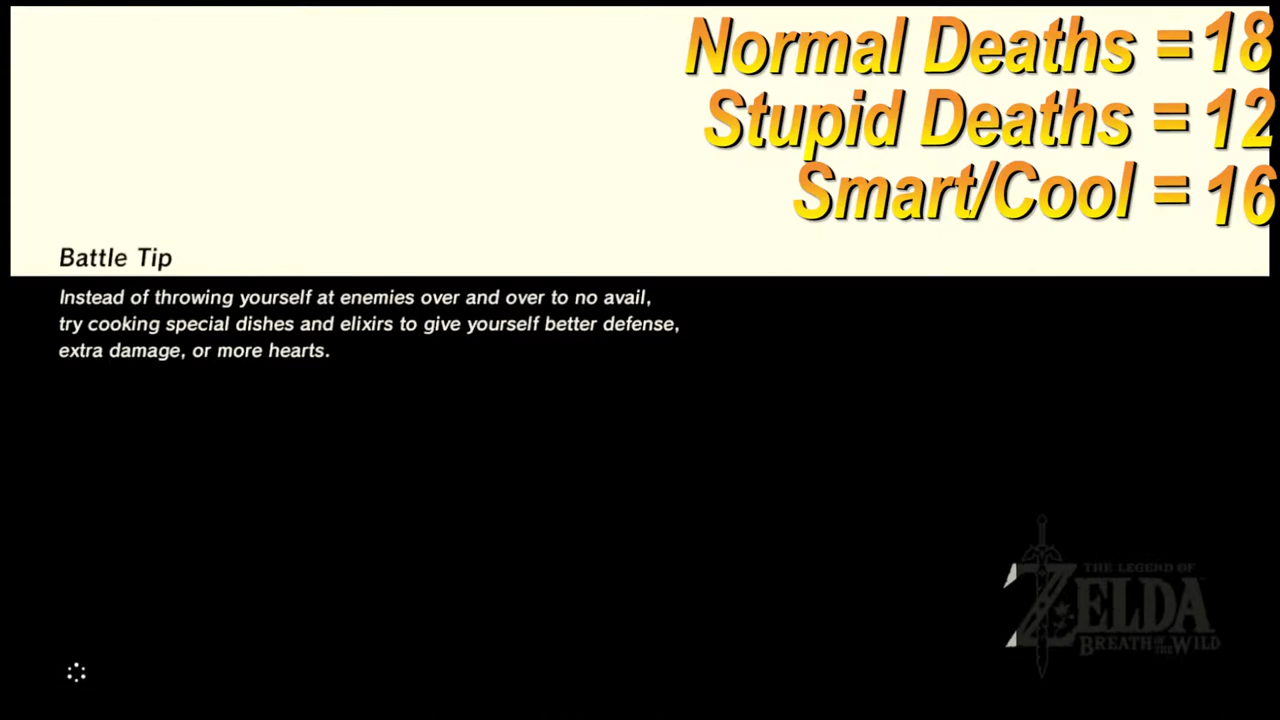 Normal Deaths = 18
Stupid Deaths = 12
Smart/Cool = 16
Battle Tip
Instead of throwing yourself at enemies over and over to no avail,
try cooking special dishes and elixirs to give yourself better defense,
extra damage, or more hearts.
THE LEGEND OF
ZELDA
BREATH OF THE WILD